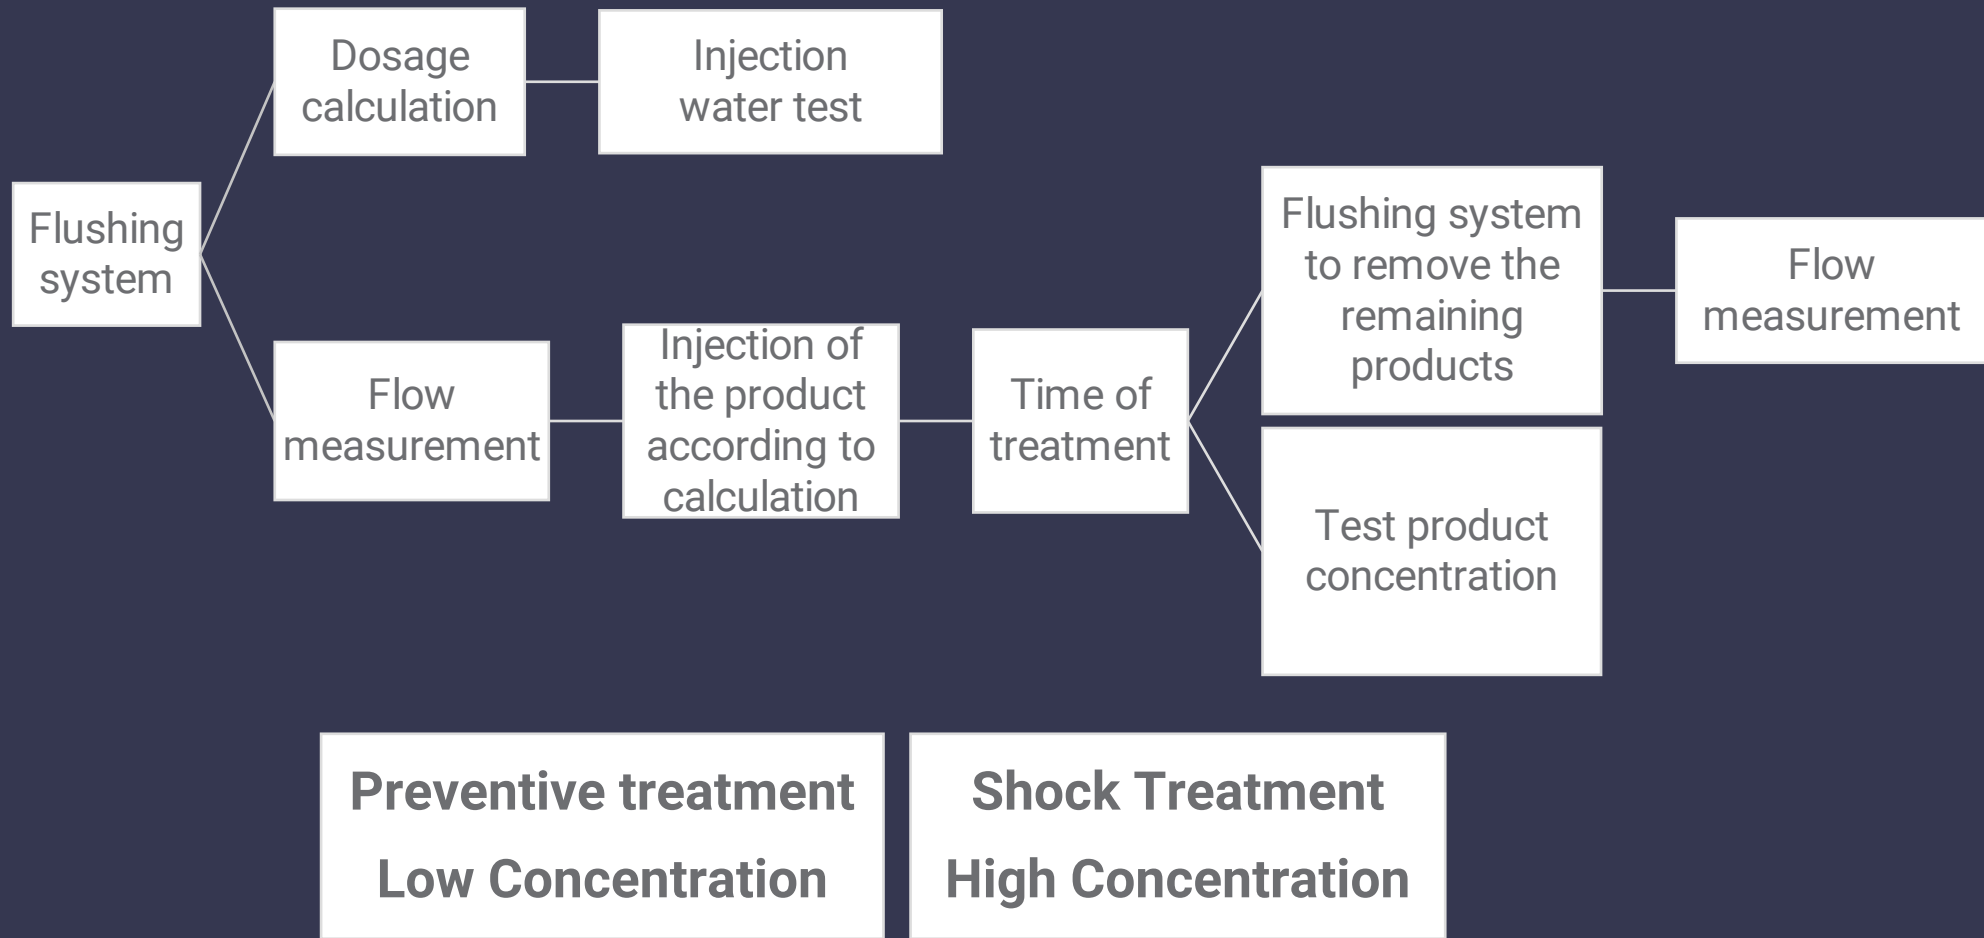 Dosage
calculation
Injection
water test
Flushing
system
Flow
measurement
Injection of
the product
according to
calculation
Time of
treatment
Flushing system
to remove the
remaining
products
Flow
measurement
Test product
concentration
Preventive treatment
Low Concentration
Shock Treatment
High Concentration